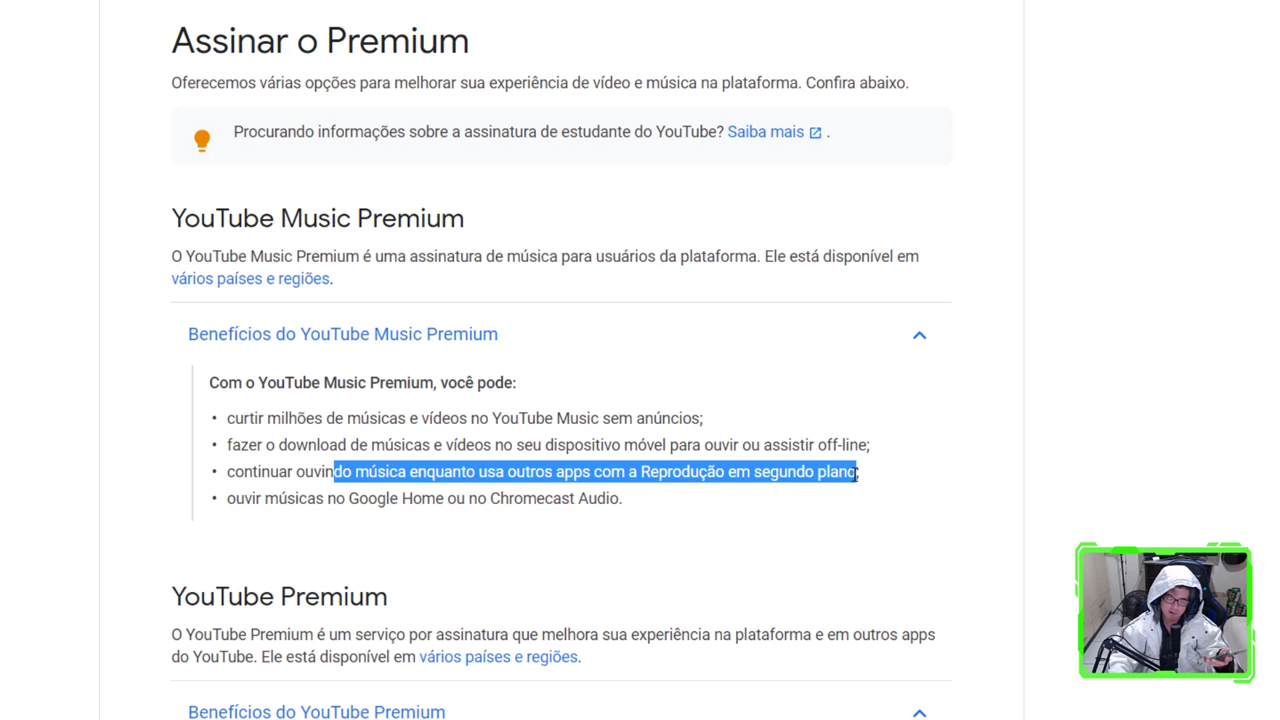 Assinar o Premium
Oferecemos várias opções para melhorar sua experiência de vídeo e música na plataforma. Confira abaixo.
Procurando informações sobre a assinatura de estudante do YouTube? Saiba mais .
YouTube Music Premium
O YouTube Music Premium é uma assinatura de música para usuários da plataforma. Ele está disponível em
vários países e regiões.
Benefícios do YouTube Music Premium
Com o YouTube Music Premium, você pode:
• curtir milhões de músicas e vídeos no YouTube Music sem anúncios;
• fazer o download de músicas e vídeos no seu dispositivo móvel para ouvir ou assistir off-line;
• continuar ouvindo música enquanto usa outros apps com a Reprodução em segundo plano;
• ouvir músicas no Google Home ou no Chromecast Audio.
YouTube Premium
O YouTube Premium é um serviço por assinatura que melhora sua experiência na plataforma e em outros apps
do YouTube. Ele está disponível em vários países e regiões.
Benefícios do YouTube Premium